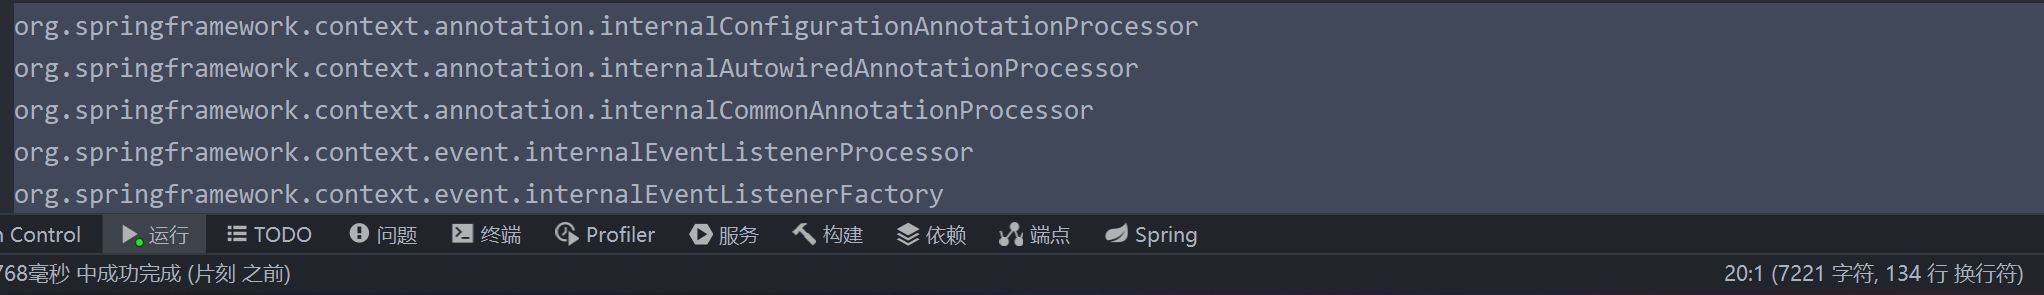 org.springframework.context.annotation.internalConfigurationAnnotationProcessor
org.springframework.context.annotation.internalAutowiredAnnotationProcessor
org.springframework.context.annotation.internalCommonAnnotationProcessor
org.springframework.context.event.internalEventListenerProcessor
org.springframework.context.event.internalEventListenerFactory
n Control 运行 TODO 问题 终端 Profiler 服务 构建 依赖 端点 Spring
768毫秒 中成功完成 (片刻 之前) 20:1 (7221 字符, 134 行 换行符)